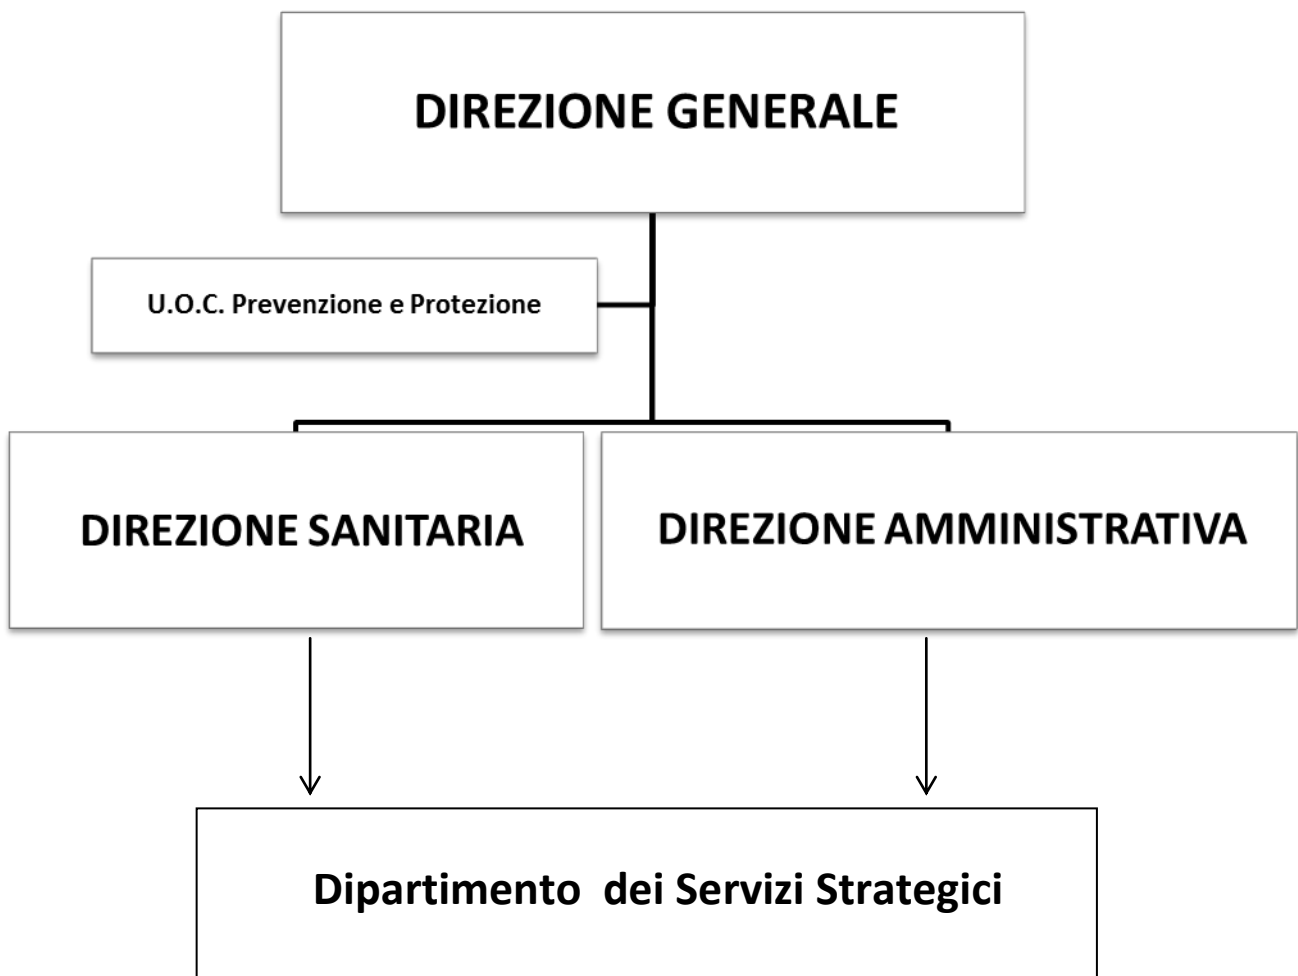 DIREZIONE GENERALE
U.O.C. Prevenzione e Protezione
DIREZIONE SANITARIA
DIREZIONE AMMINISTRATIVA
Dipartimento dei Servizi Strategici